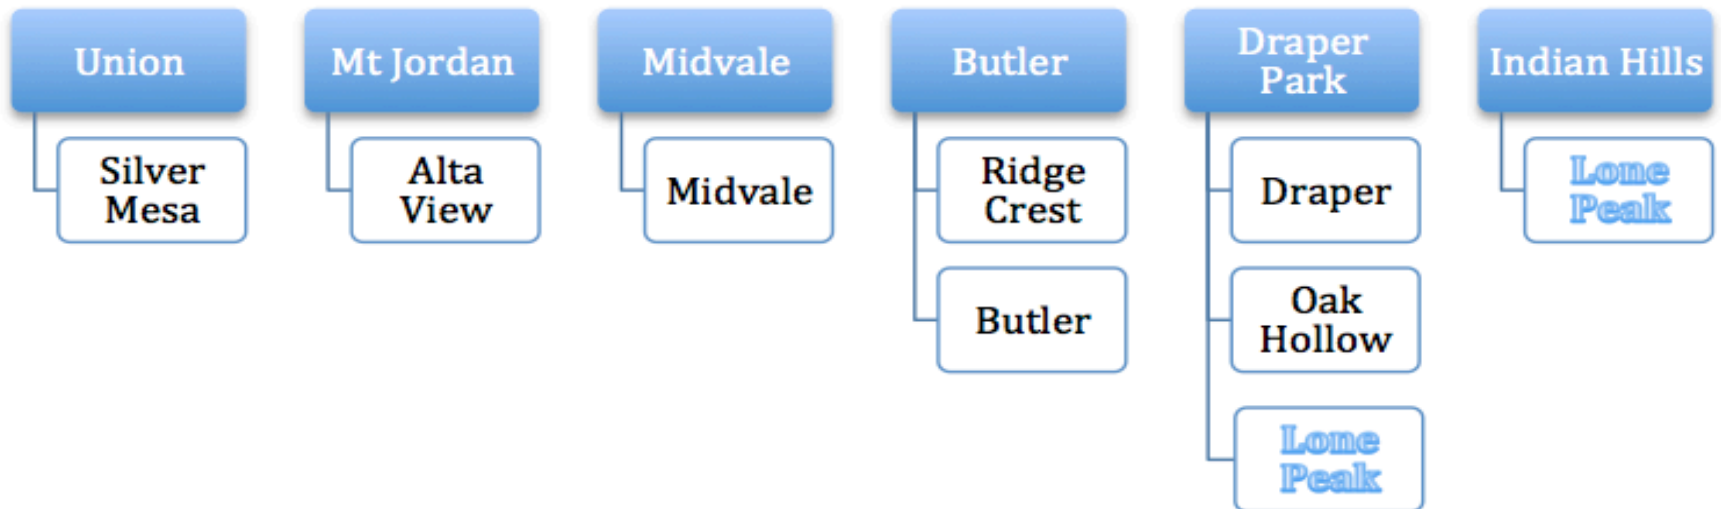 Union
Mt Jordan
Midvale
Butler
Draper
Park
Indian Hills
Silver
Mesa
Alta
View
Midvale
Ridge
Crest
Draper
Lone
Peak
Butler
Oak
Hollow
Lone
Peak